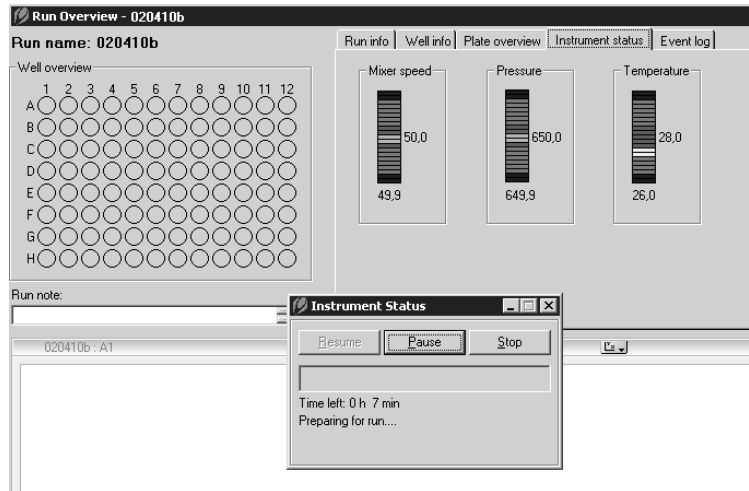 Run Overview - 020410b
Run name: 020410b
Run info Well info Plate overview Instrument status Event log
Well overview
1 2 3 4 5 6 7 8 9 10 11 12
A
B
C
D
E
F
G
H
Mixer speed
50,0
49,9
Pressure
650,0
649,9
Temperature
28,0
26,0
Run note:
020410b : A1
Instrument Status
Resume Pause Stop
Time left: 0 h 7 min
Preparing for run....